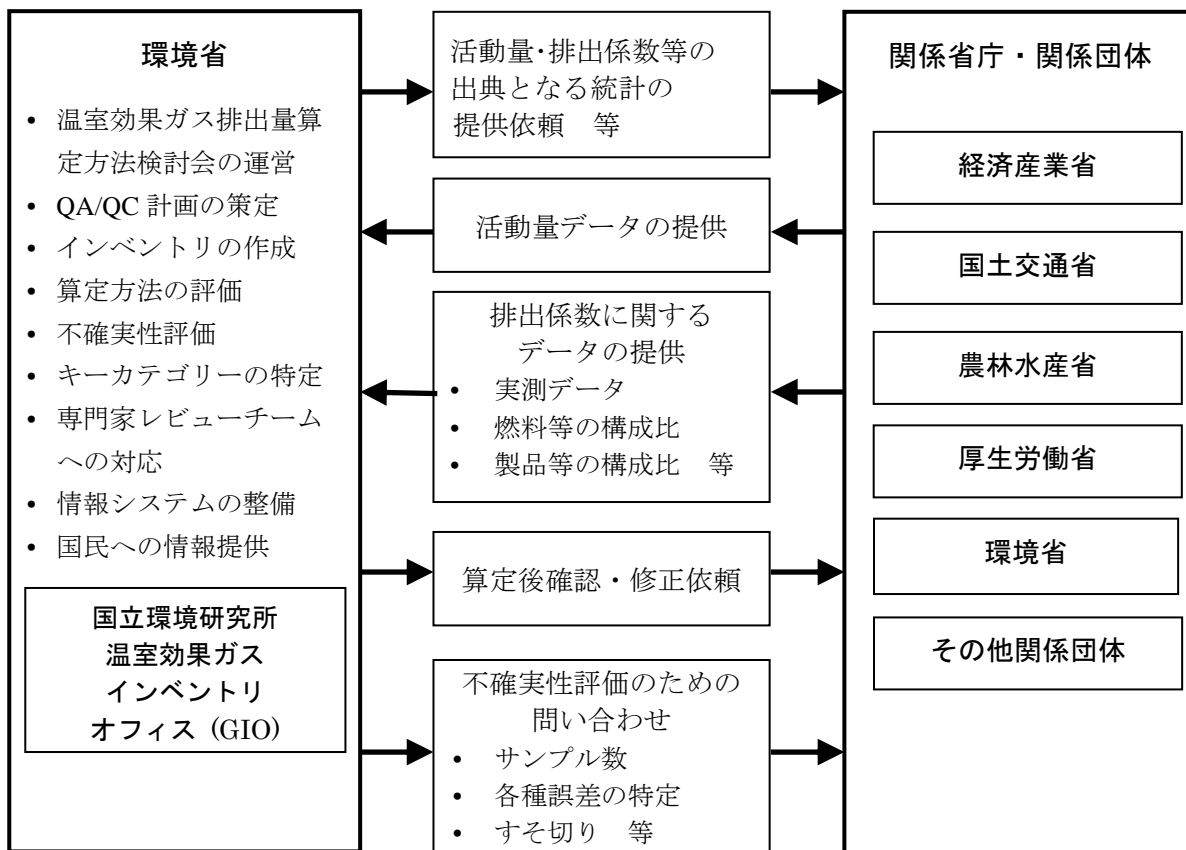 環境省
• 温室効果ガス排出量算
定方法検討会の運営
• QA/QC 計画の策定
• インベントリの作成
• 算定方法の評価
• 不確実性評価
• キーカテゴリーの特定
• 専門家レビューチーム
への対応
• 情報システムの整備
• 国民への情報提供
国立環境研究所
温室効果ガス
インベントリ
オフィス (GIO)
活動量･排出係数等の
出典となる統計の
提供依頼　等
活動量データの提供
排出係数に関する
データの提供
• 実測データ
• 燃料等の構成比
• 製品等の構成比　等
算定後確認・修正依頼
不確実性評価のための
問い合わせ
• サンプル数
• 各種誤差の特定
• すそ切り　等
関係省庁・関係団体
経済産業省
国土交通省
農林水産省
厚生労働省
環境省
その他関係団体